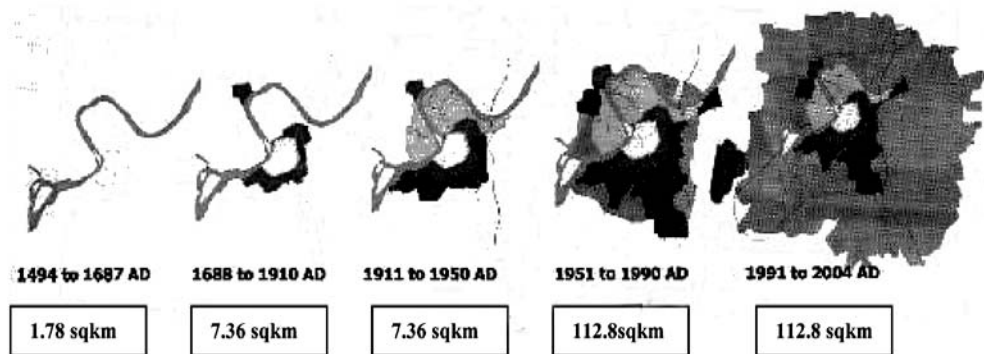 1494 to 1687 AD
1688 to 1910 AD
1911 to 1950 AD
1951 to 1990 AD
1991 to 2004 AD
1.78 sqkm
7.36 sqkm
7.36 sqkm
112.8sqkm
112.8 sqkm